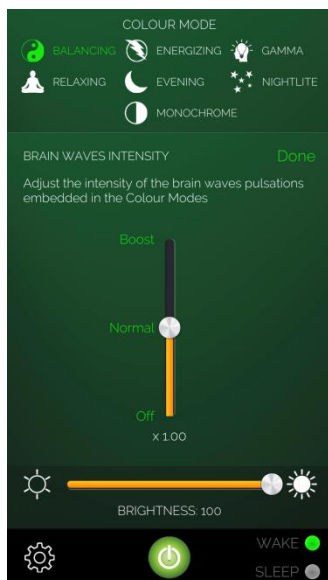 COLOUR MODE
BALANCING ENERGIZING GAMMA
RELAXING EVENING NIGHTLITE
MONOCHROME
BRAIN WAVES INTENSITY Done
Adjust the intensity of the brain waves pulsations
embedded in the Colour Modes
Boost
Normal
Off
x 1.00
BRIGHTNESS: 100
WAKE
SLEEP